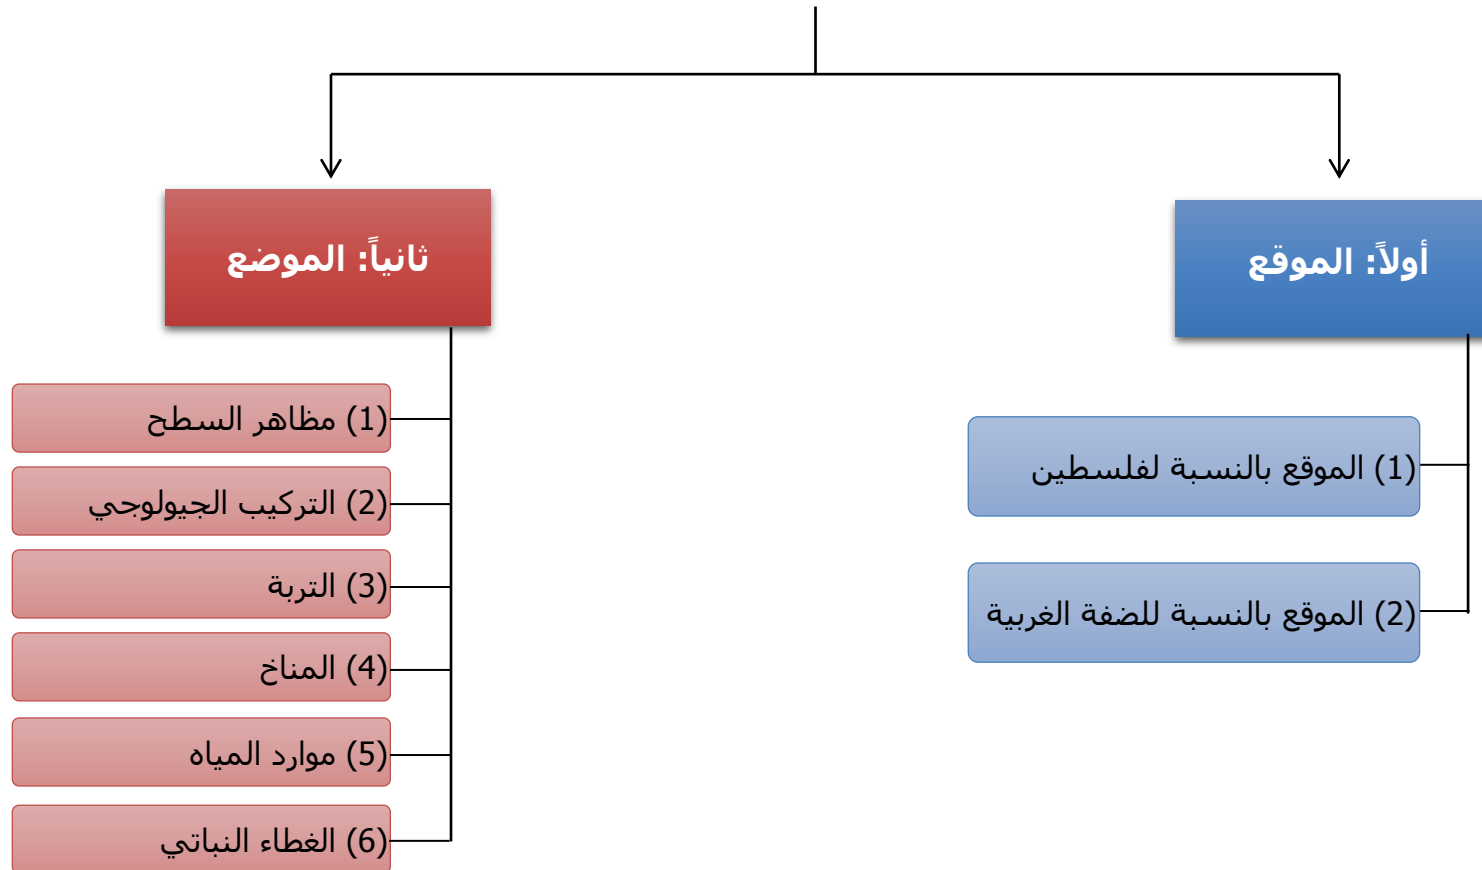 أولاً: الموقع
(1) الموقع بالنسبة لفلسطين
(2) الموقع بالنسبة للضفة الغربية
ثانياً: الموضع
(1) مظاهر السطح
(2) التركيب الجيولوجي
(3) التربة
(4) المناخ
(5) موارد المياه
(6) الغطاء النباتي